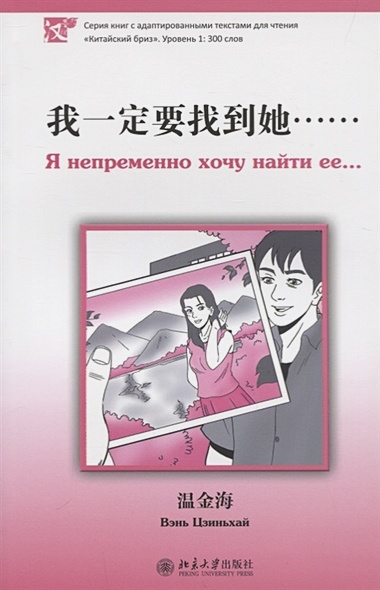 Серия книг с адаптированными текстами для чтения
«Китайский бриз». Уровень 1: 300 слов
我一定要找到她……
Я непременно хочу найти ее...
温金海
Вэнь Цзиньхай
北京大学出版社
PEKING UNIVERSITY PRESS